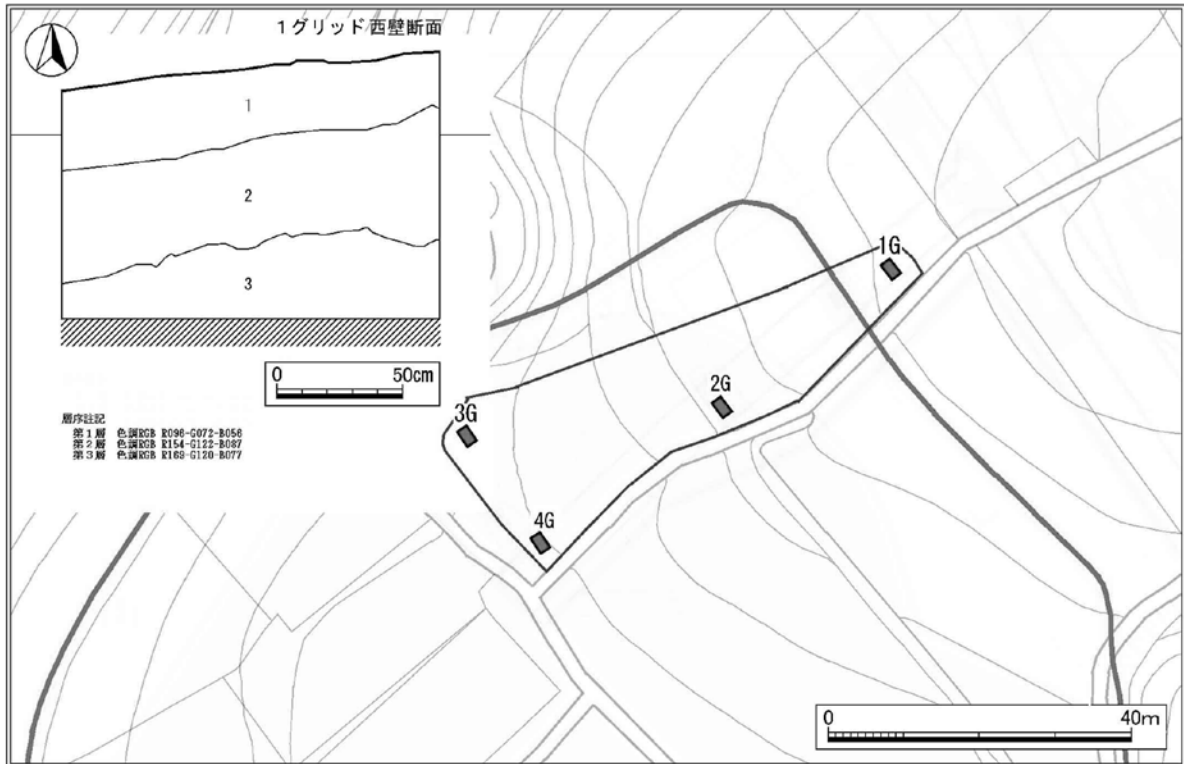 1グリッド西壁断面
1
2
3
0 50cm
層序註記
第1層 色調RGB R096-G072-B056
第2層 色調RGB R154-G122-B087
第3層 色調RGB R169-G120-B077
1G
2G
3G
4G
0 40m